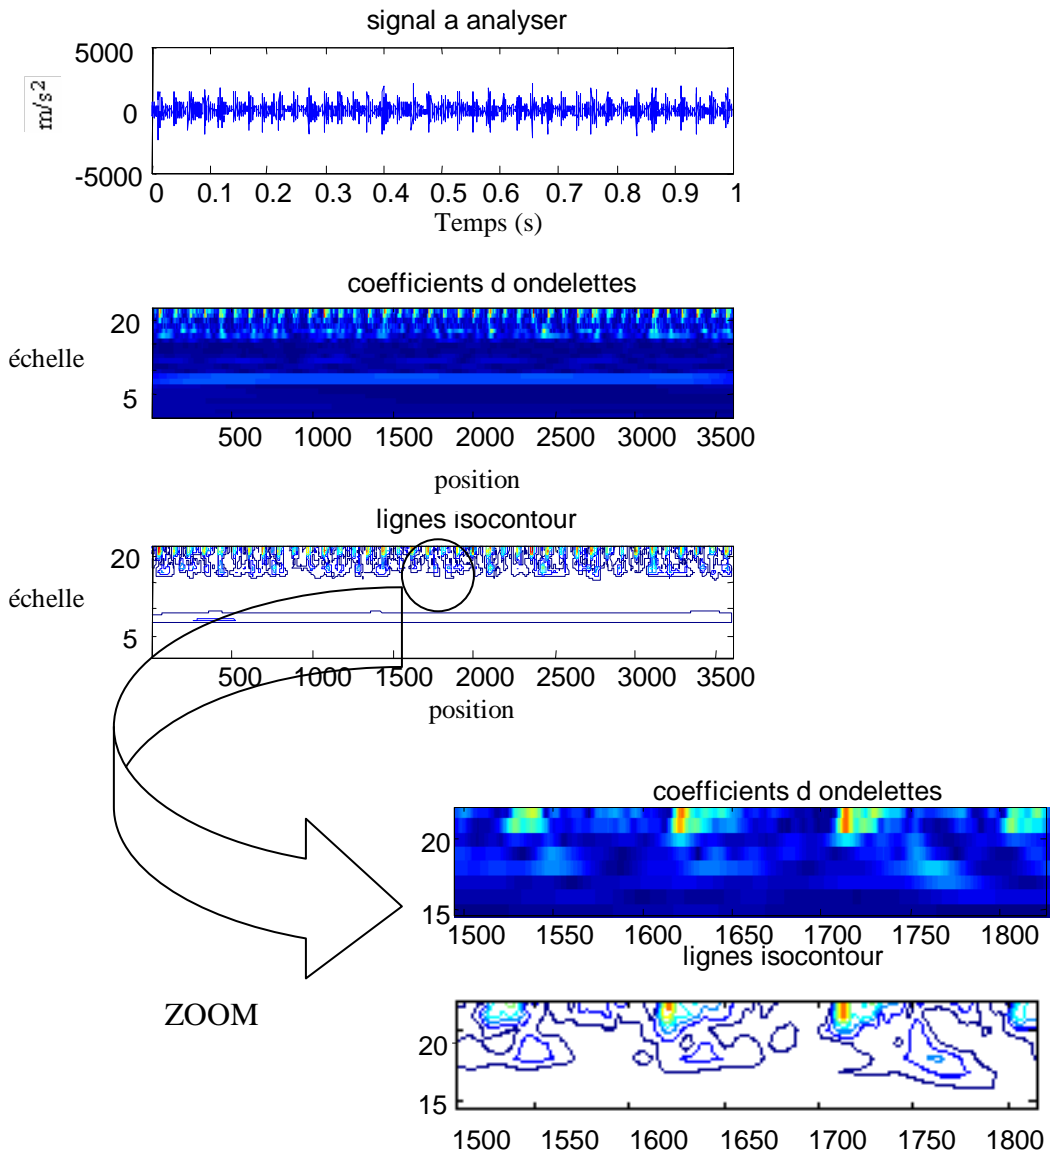 signal a analyser
5000
m/s²
0
-5000
0 0.1 0.2 0.3 0.4 0.5 0.6 0.7 0.8 0.9 1
Temps (s)
coefficients d ondelettes
20
échelle
5
500 1000 1500 2000 2500 3000 3500
position
lignes isocontour
20
échelle
5
500 1000 1500 2000 2500 3000 3500
position
coefficients d ondelettes
20
15
1500 1550 1600 1650 1700 1750 1800
lignes isocontour
ZOOM
20
15
1500 1550 1600 1650 1700 1750 1800